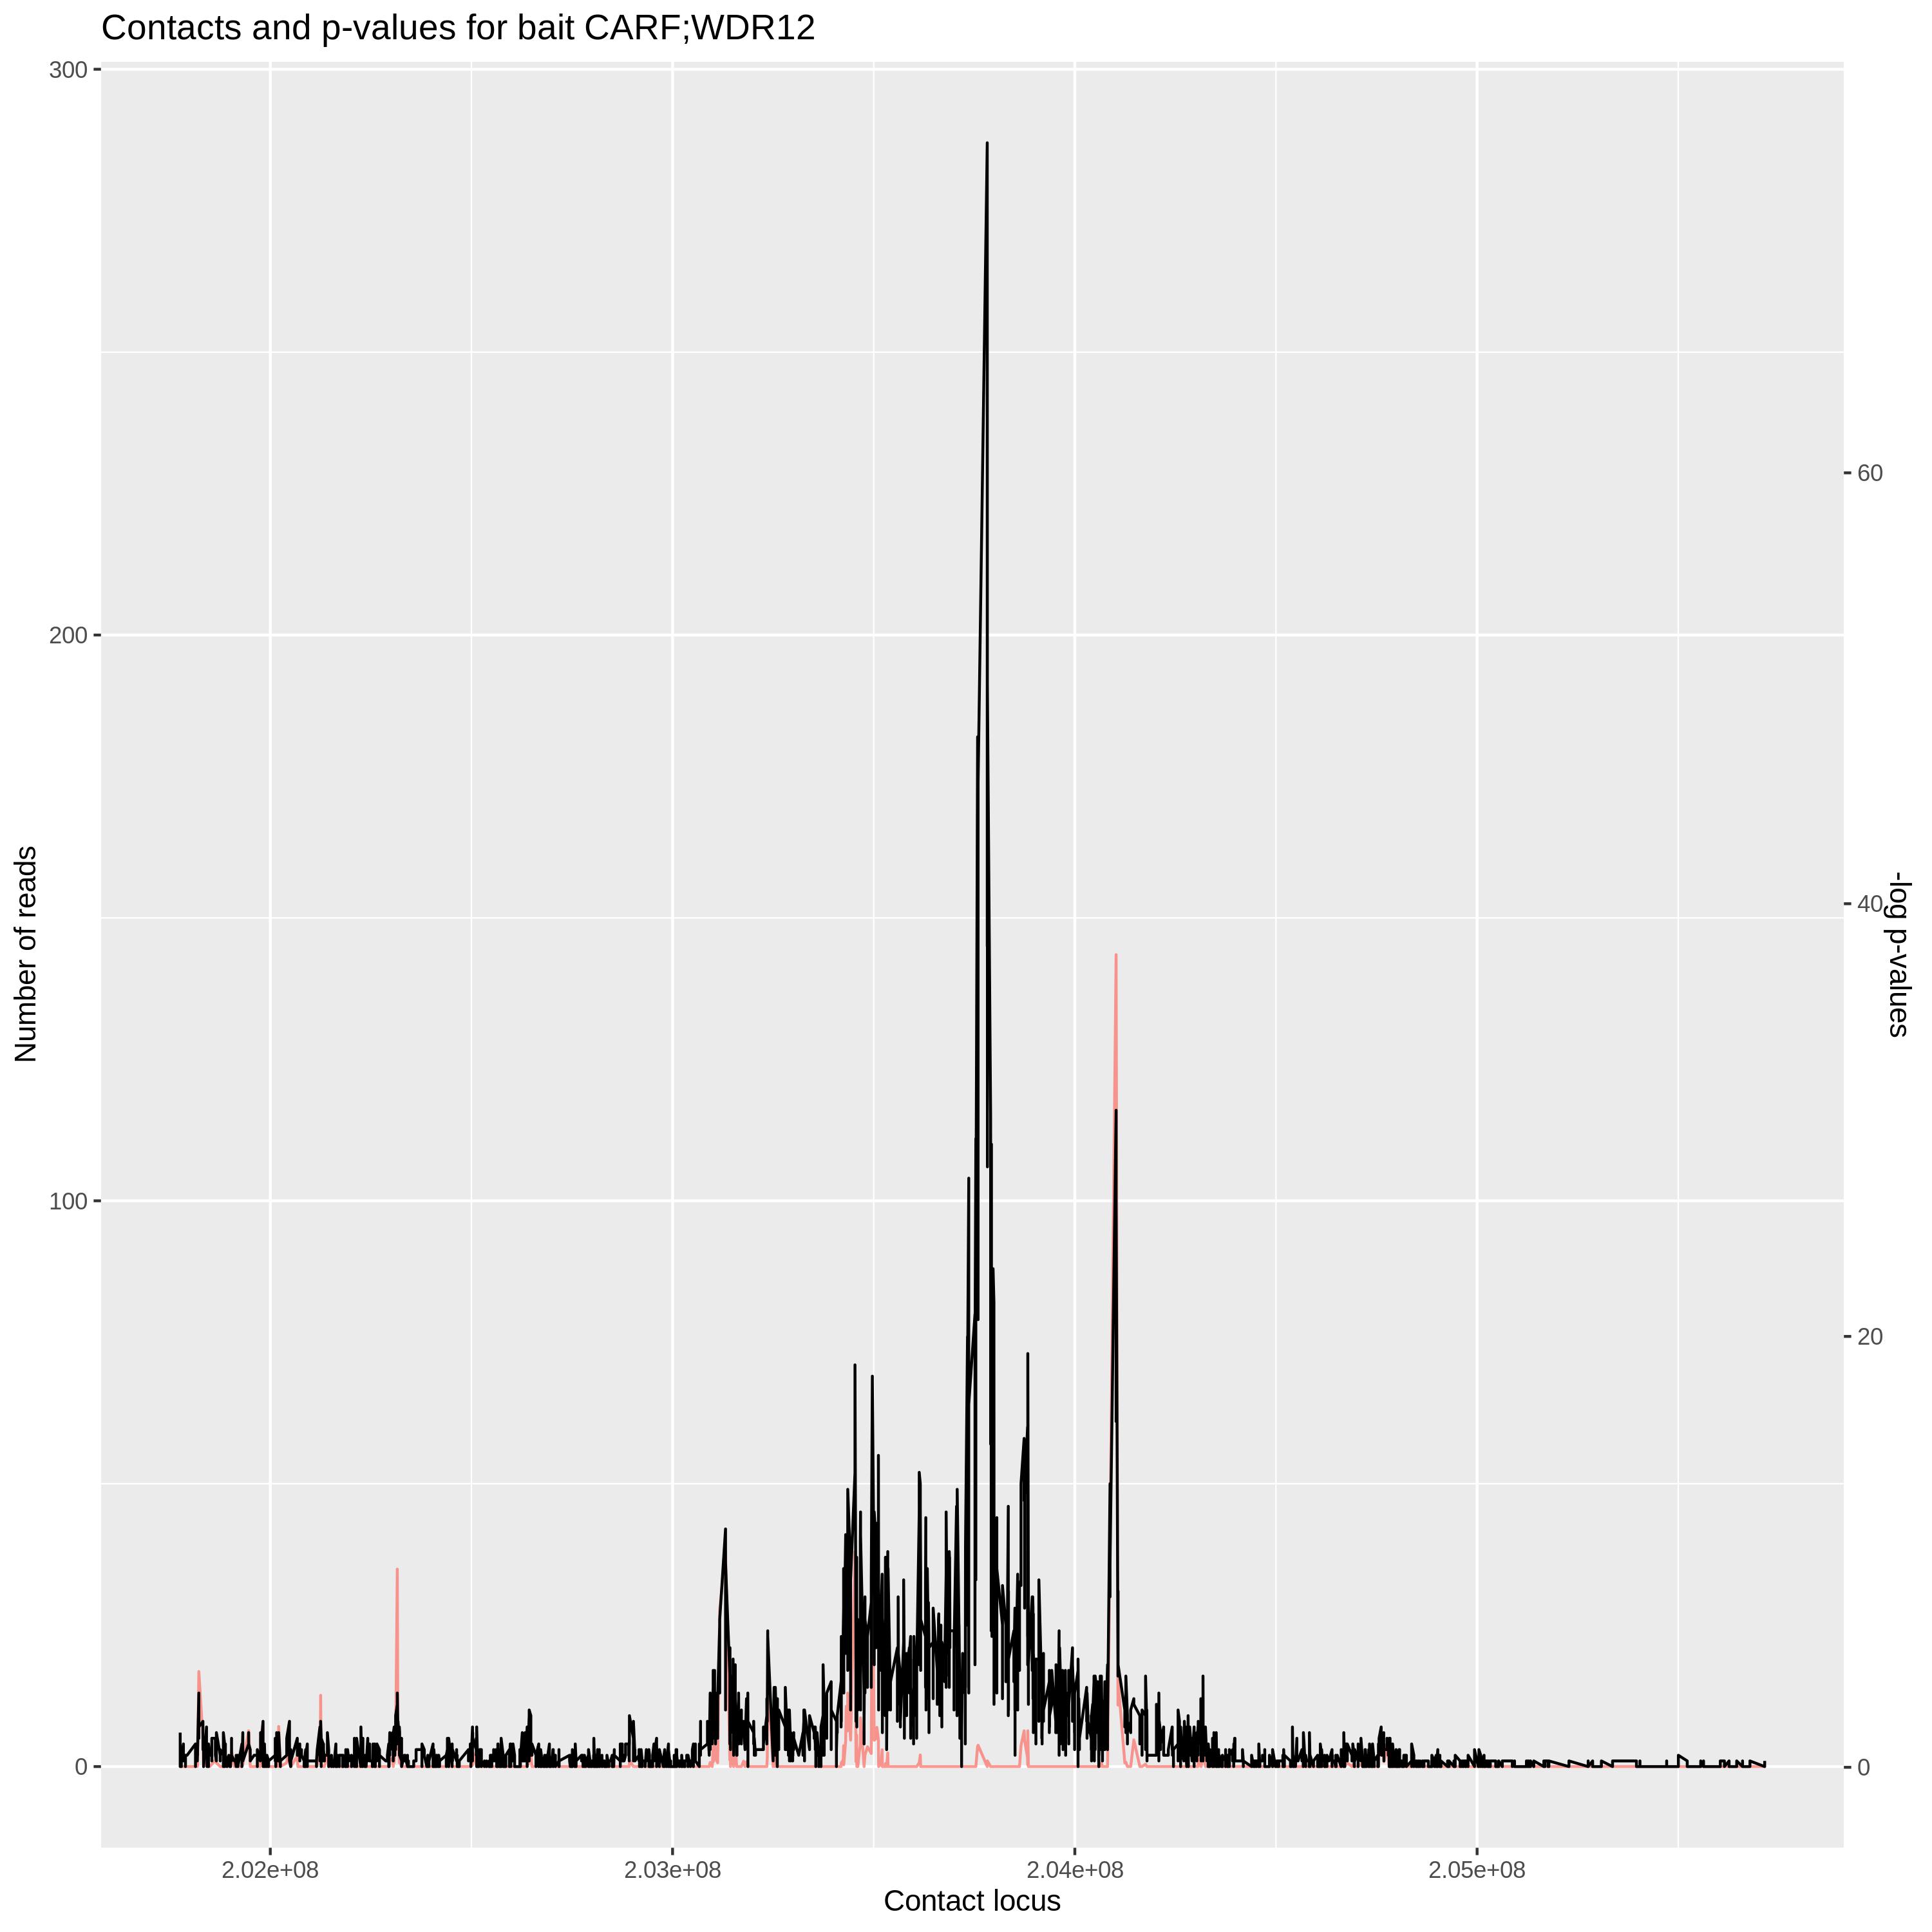 Contacts and p-values for bait CARF;WDR12
300
200
100
0
Number of reads
60
40
20
0
-log p-values
2.02e+08
2.03e+08
2.04e+08
2.05e+08
Contact locus